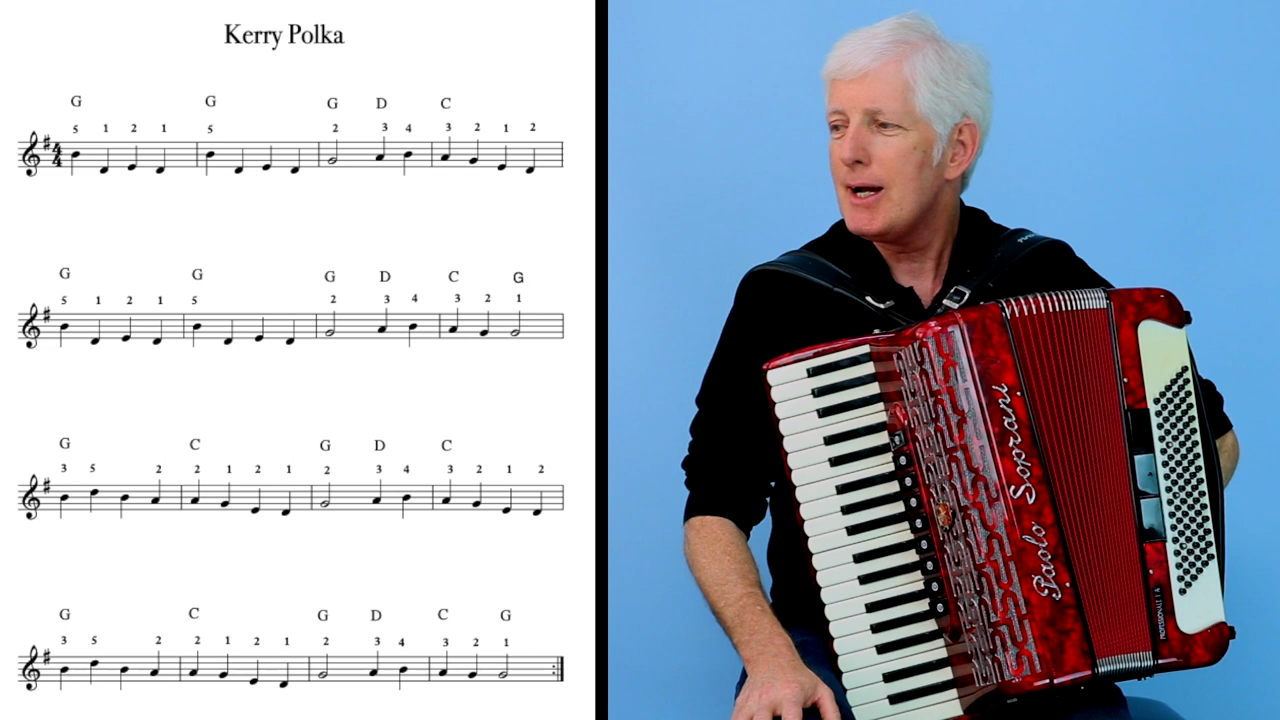 Kerry Polka
G G G D C
5 1 2 1 5 2 3 4 3 2 1 2
4
4
G G G D C G
5 1 2 1 5 2 3 4 3 2 1
G C G D C
3 5 2 2 1 2 1 2 3 4 3 2 1 2
G C G D C G
3 5 2 2 1 2 1 2 3 4 3 2 1
Paolo Soprani